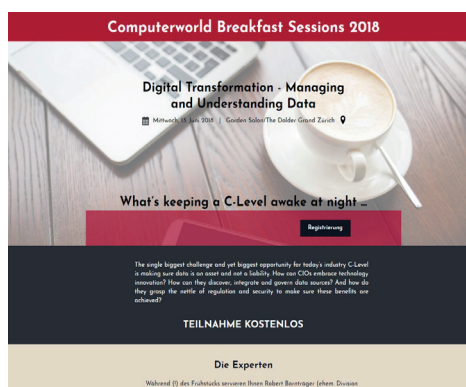 Computerworld Breakfast Sessions 2018
Digital Transformation - Managing
and Understanding Data
Mittwoch, 13. Juni 2018 | Garden Salon/The Dolder Grand Zürich
What's keeping a C-Level awake at night ...
Registrierung
The single biggest challenge and yet biggest opportunity for today's industry C-Level
is making sure data is an asset and not a liability. How can CIOs embrace technology
innovation? How can they discover, integrate and govern data sources? And how do
they grasp the nettle of regulation and security to make sure these benefits are
achieved?
TEILNAHME KOSTENLOS
Die Experten
Während (!) des Frühstücks servieren Ihnen Robert Bornträger (ehem. Division